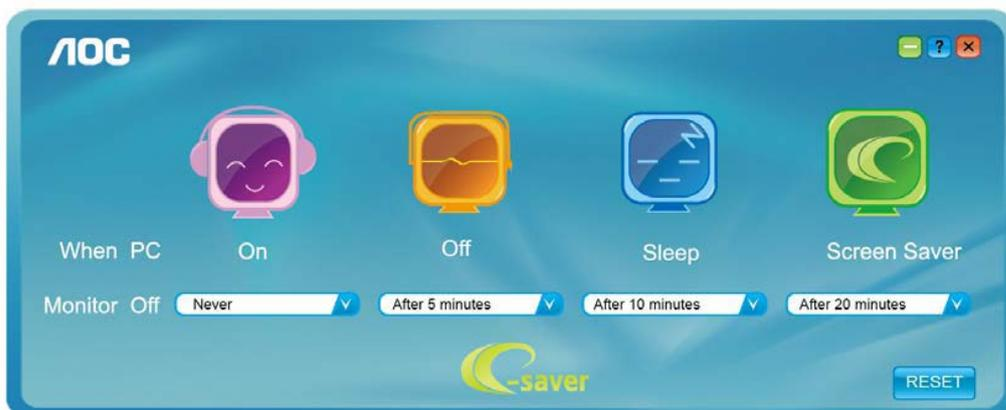 AOC
?
When PC On Off Sleep Screen Saver
Monitor Off Never After 5 minutes After 10 minutes After 20 minutes
e-saver
RESET